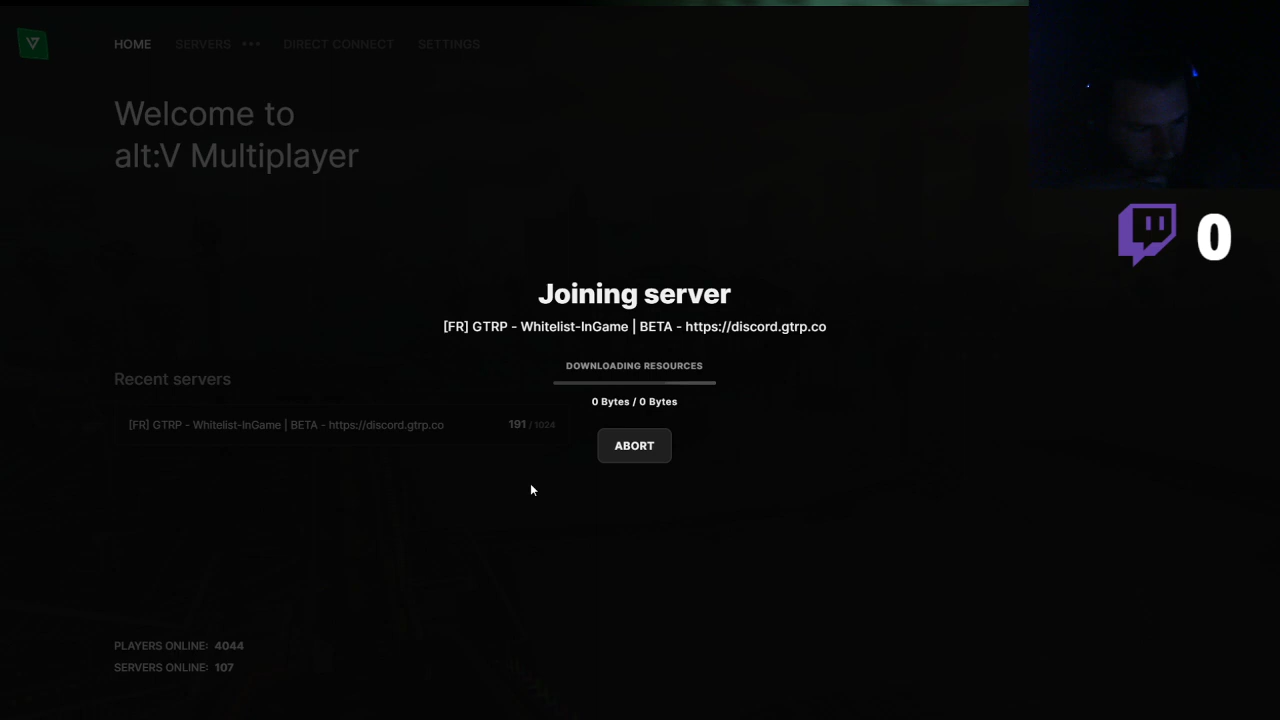 HOME SERVERS ••• DIRECT CONNECT SETTINGS
Welcome to
alt:V Multiplayer
0
Joining server
[FR] GTRP - Whitelist-InGame | BETA - https://discord.gtrp.co
DOWNLOADING RESOURCES
0 Bytes / 0 Bytes
ABORT
Recent servers
[FR] GTRP - Whitelist-InGame | BETA - https://discord.gtrp.co 191 / 1024
PLAYERS ONLINE: 4044
SERVERS ONLINE: 107